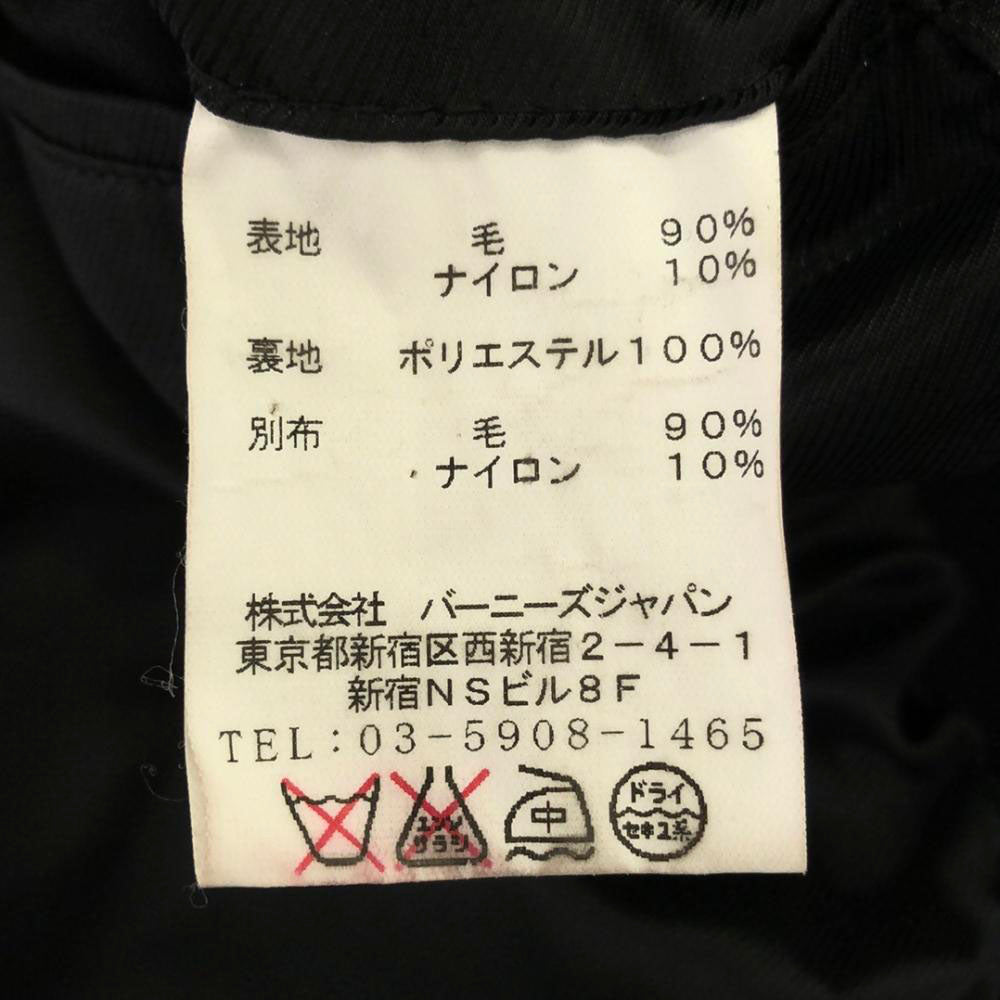 表地 毛 90%
ナイロン 10%
裏地 ポリエステル100%
別布 毛 90%
ナイロン 10%
株式会社 バーニーズジャパン
東京都新宿区西新宿2−4−1
新宿NSビル8F
TEL:03-5908-1465
エンソ
サラシ
中
ドライ
セキユ系